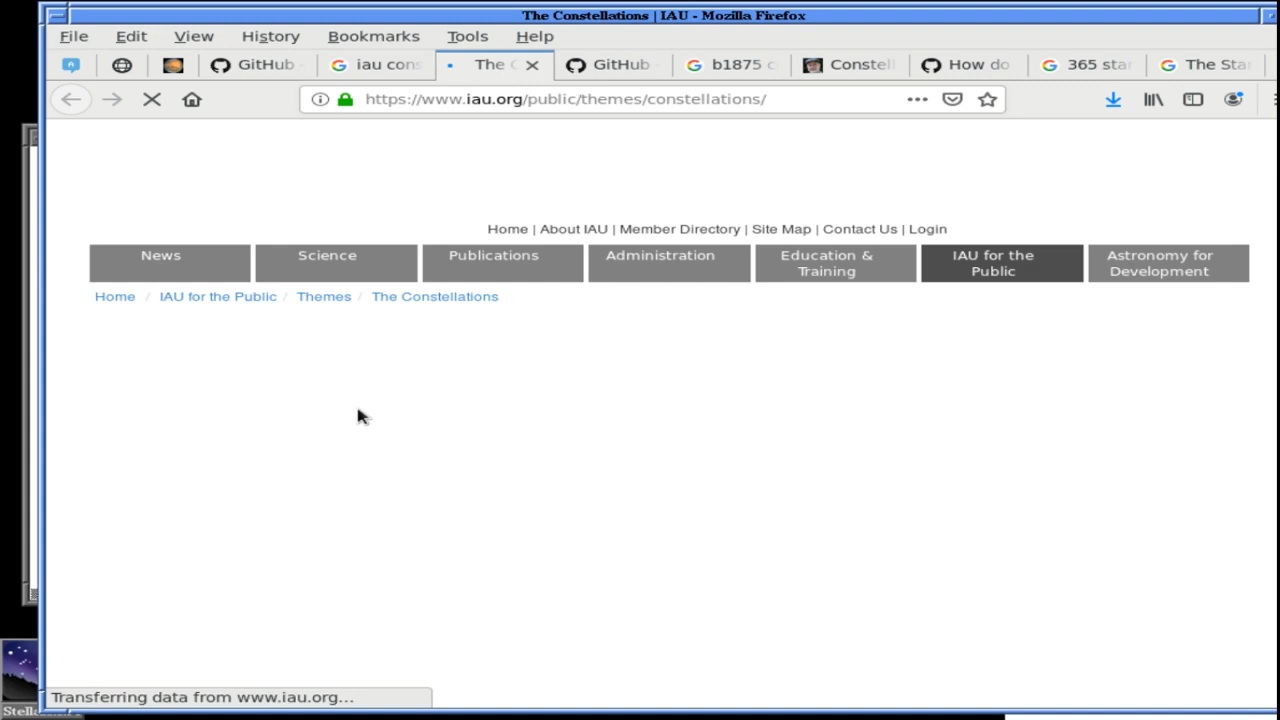 The Constellations | IAU - Mozilla Firefox
File Edit View History Bookmarks Tools Help
GitHub iau cons The C GitHub b1875 c Constell How do 365 star The Star
https://www.iau.org/public/themes/constellations/
Home | About IAU | Member Directory | Site Map | Contact Us | Login
News Science Publications Administration Education & Training IAU for the Public Astronomy for Development
Home / IAU for the Public / Themes / The Constellations
Transferring data from www.iau.org...